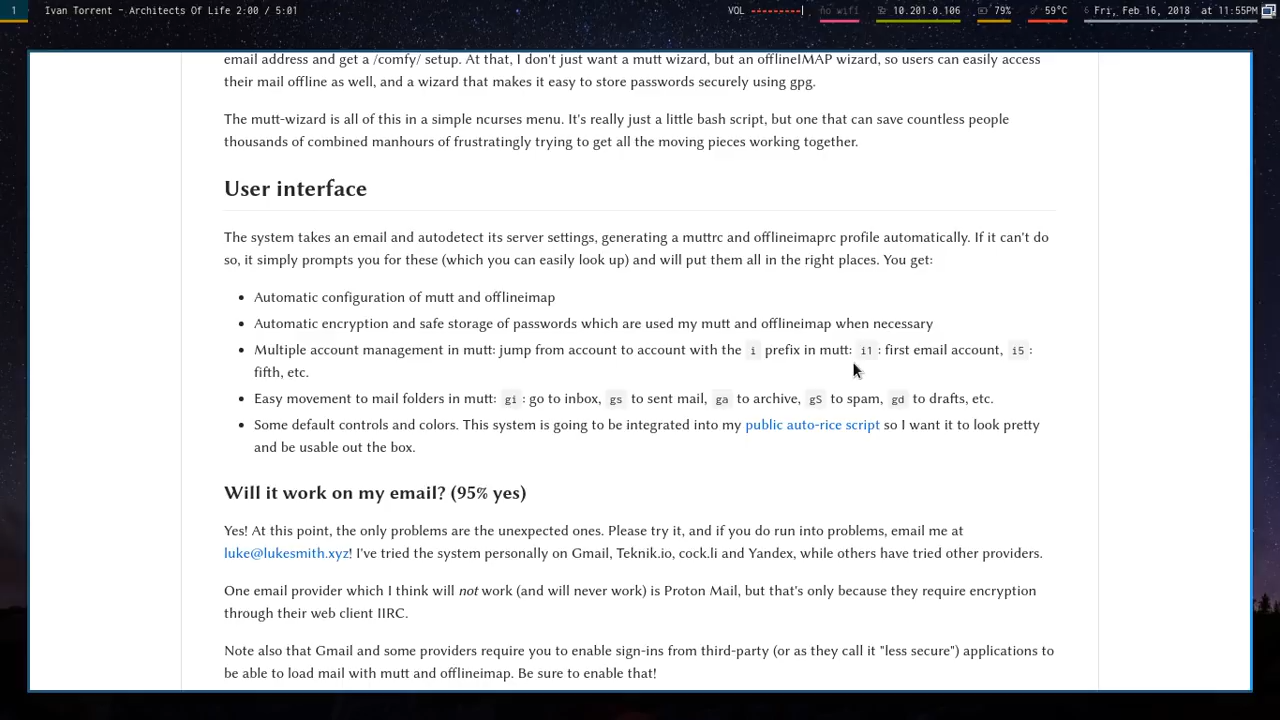 1 Ivan Torrent – Architects Of Life 2:00 / 5:01 VOL no wifi 10.201.0.106 79% 59°C Fri, Feb 16, 2018 at 11:55PM
email address and get a /comfy/ setup. At that, I don't just want a mutt wizard, but an offlineIMAP wizard, so users can easily access
their mail offline as well, and a wizard that makes it easy to store passwords securely using gpg.
The mutt-wizard is all of this in a simple ncurses menu. It's really just a little bash script, but one that can save countless people
thousands of combined manhours of frustratingly trying to get all the moving pieces working together.
User interface
The system takes an email and autodetect its server settings, generating a muttrc and offlineimaprc profile automatically. If it can't do
so, it simply prompts you for these (which you can easily look up) and will put them all in the right places. You get:
• Automatic configuration of mutt and offlineimap
• Automatic encryption and safe storage of passwords which are used my mutt and offlineimap when necessary
• Multiple account management in mutt: jump from account to account with the i prefix in mutt: i1 : first email account, i5 :
fifth, etc.
• Easy movement to mail folders in mutt: gi : go to inbox, gs to sent mail, ga to archive, gS to spam, gd to drafts, etc.
• Some default controls and colors. This system is going to be integrated into my public auto-rice script so I want it to look pretty
and be usable out the box.
Will it work on my email? (95% yes)
Yes! At this point, the only problems are the unexpected ones. Please try it, and if you do run into problems, email me at
luke@lukesmith.xyz! I've tried the system personally on Gmail, Teknik.io, cock.li and Yandex, while others have tried other providers.
One email provider which I think will not work (and will never work) is Proton Mail, but that's only because they require encryption
through their web client IIRC.
Note also that Gmail and some providers require you to enable sign-ins from third-party (or as they call it "less secure") applications to
be able to load mail with mutt and offlineimap. Be sure to enable that!